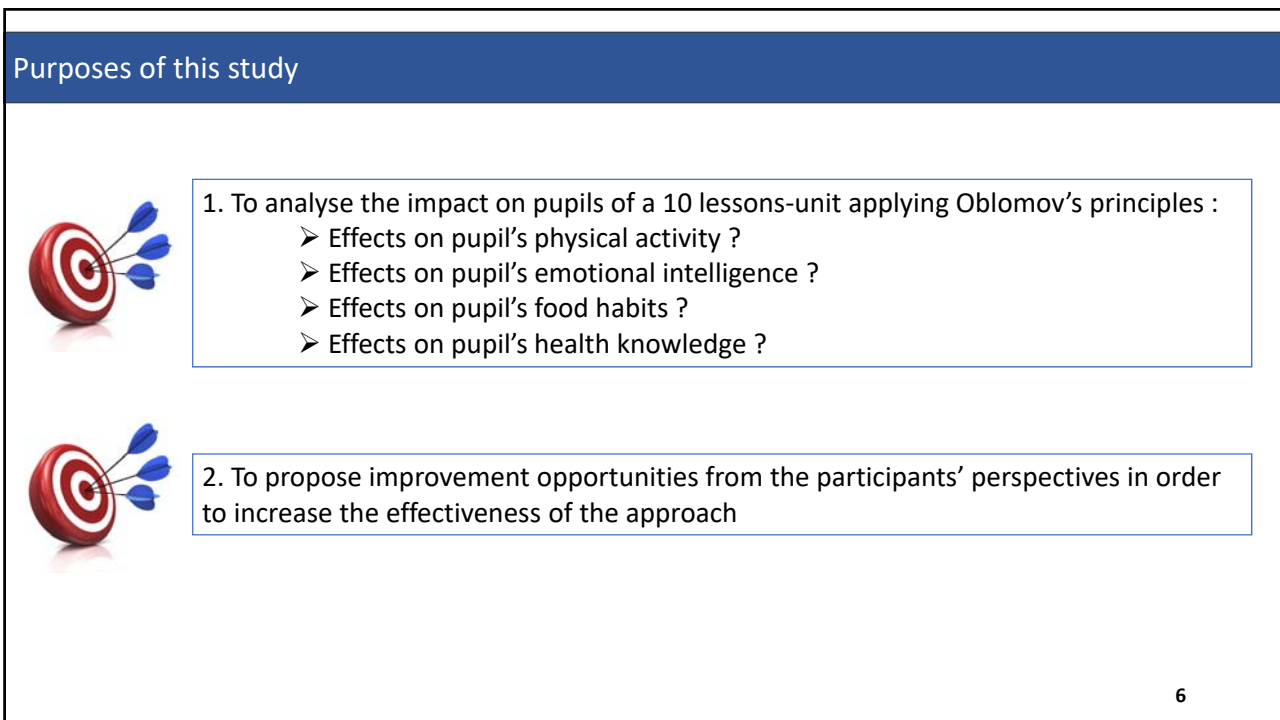 Purposes of this study
1. To analyse the impact on pupils of a 10 lessons-unit applying Oblomov’s principles :
➢ Effects on pupil’s physical activity ?
➢ Effects on pupil’s emotional intelligence ?
➢ Effects on pupil’s food habits ?
➢ Effects on pupil’s health knowledge ?
2. To propose improvement opportunities from the participants’ perspectives in order
to increase the effectiveness of the approach
6